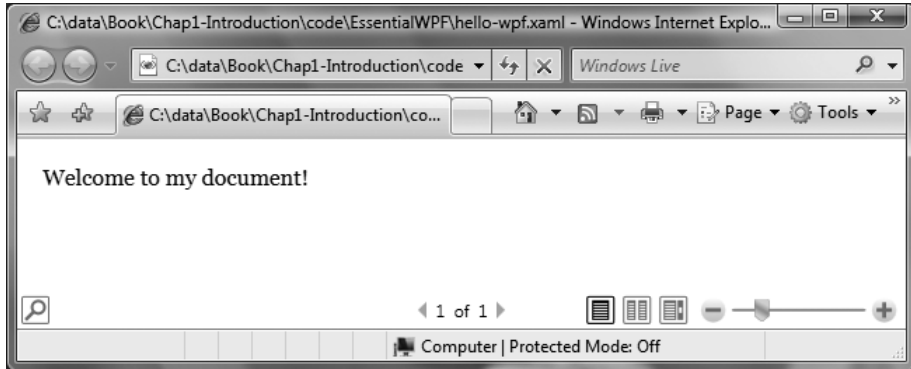 C:\data\Book\Chap1-Introduction\code\EssentialWPF\hello-wpf.xaml - Windows Internet Explo...
C:\data\Book\Chap1-Introduction\code
Windows Live
C:\data\Book\Chap1-Introduction\co...
Page
Tools
Welcome to my document!
1 of 1
Computer | Protected Mode: Off